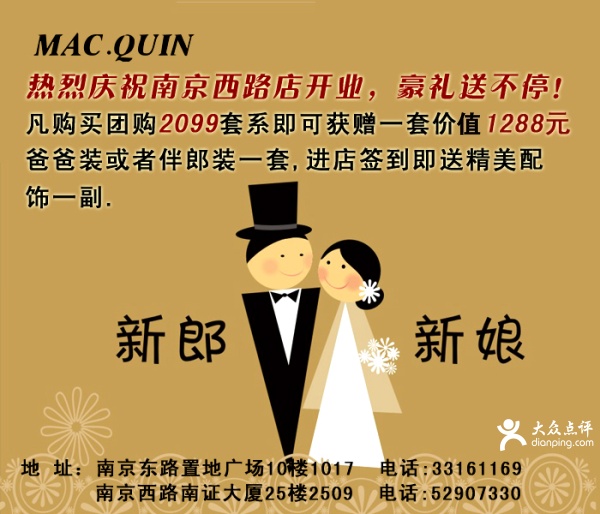 MAC.QUIN
热烈庆祝南京西路店开业，豪礼送不停！
凡购买团购2099套系即可获赠一套价值1288元
爸爸装或者伴郎装一套,进店签到即送精美配
饰一副.
新郎 新娘
大众点评
dianping.com
地 址: 南京东路置地广场10楼1017 电话:33161169
南京西路南证大厦25楼2509 电话:52907330